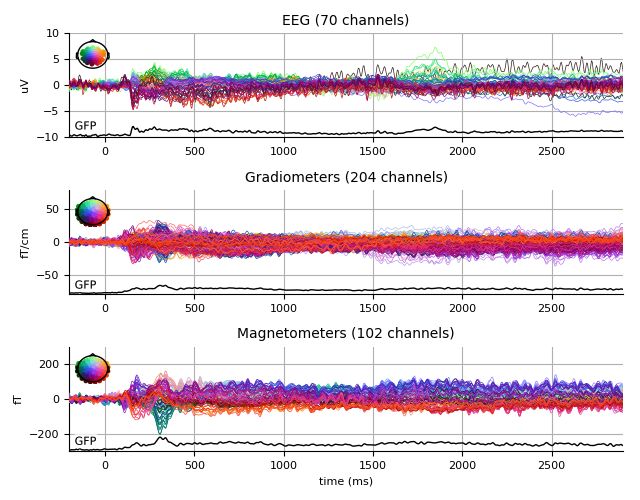 EEG (70 channels)
10
5
0
−5
−10
uV
GFP
0 500 1000 1500 2000 2500
Gradiometers (204 channels)
50
0
−50
fT/cm
GFP
0 500 1000 1500 2000 2500
Magnetometers (102 channels)
200
0
−200
fT
GFP
0 500 1000 1500 2000 2500
time (ms)